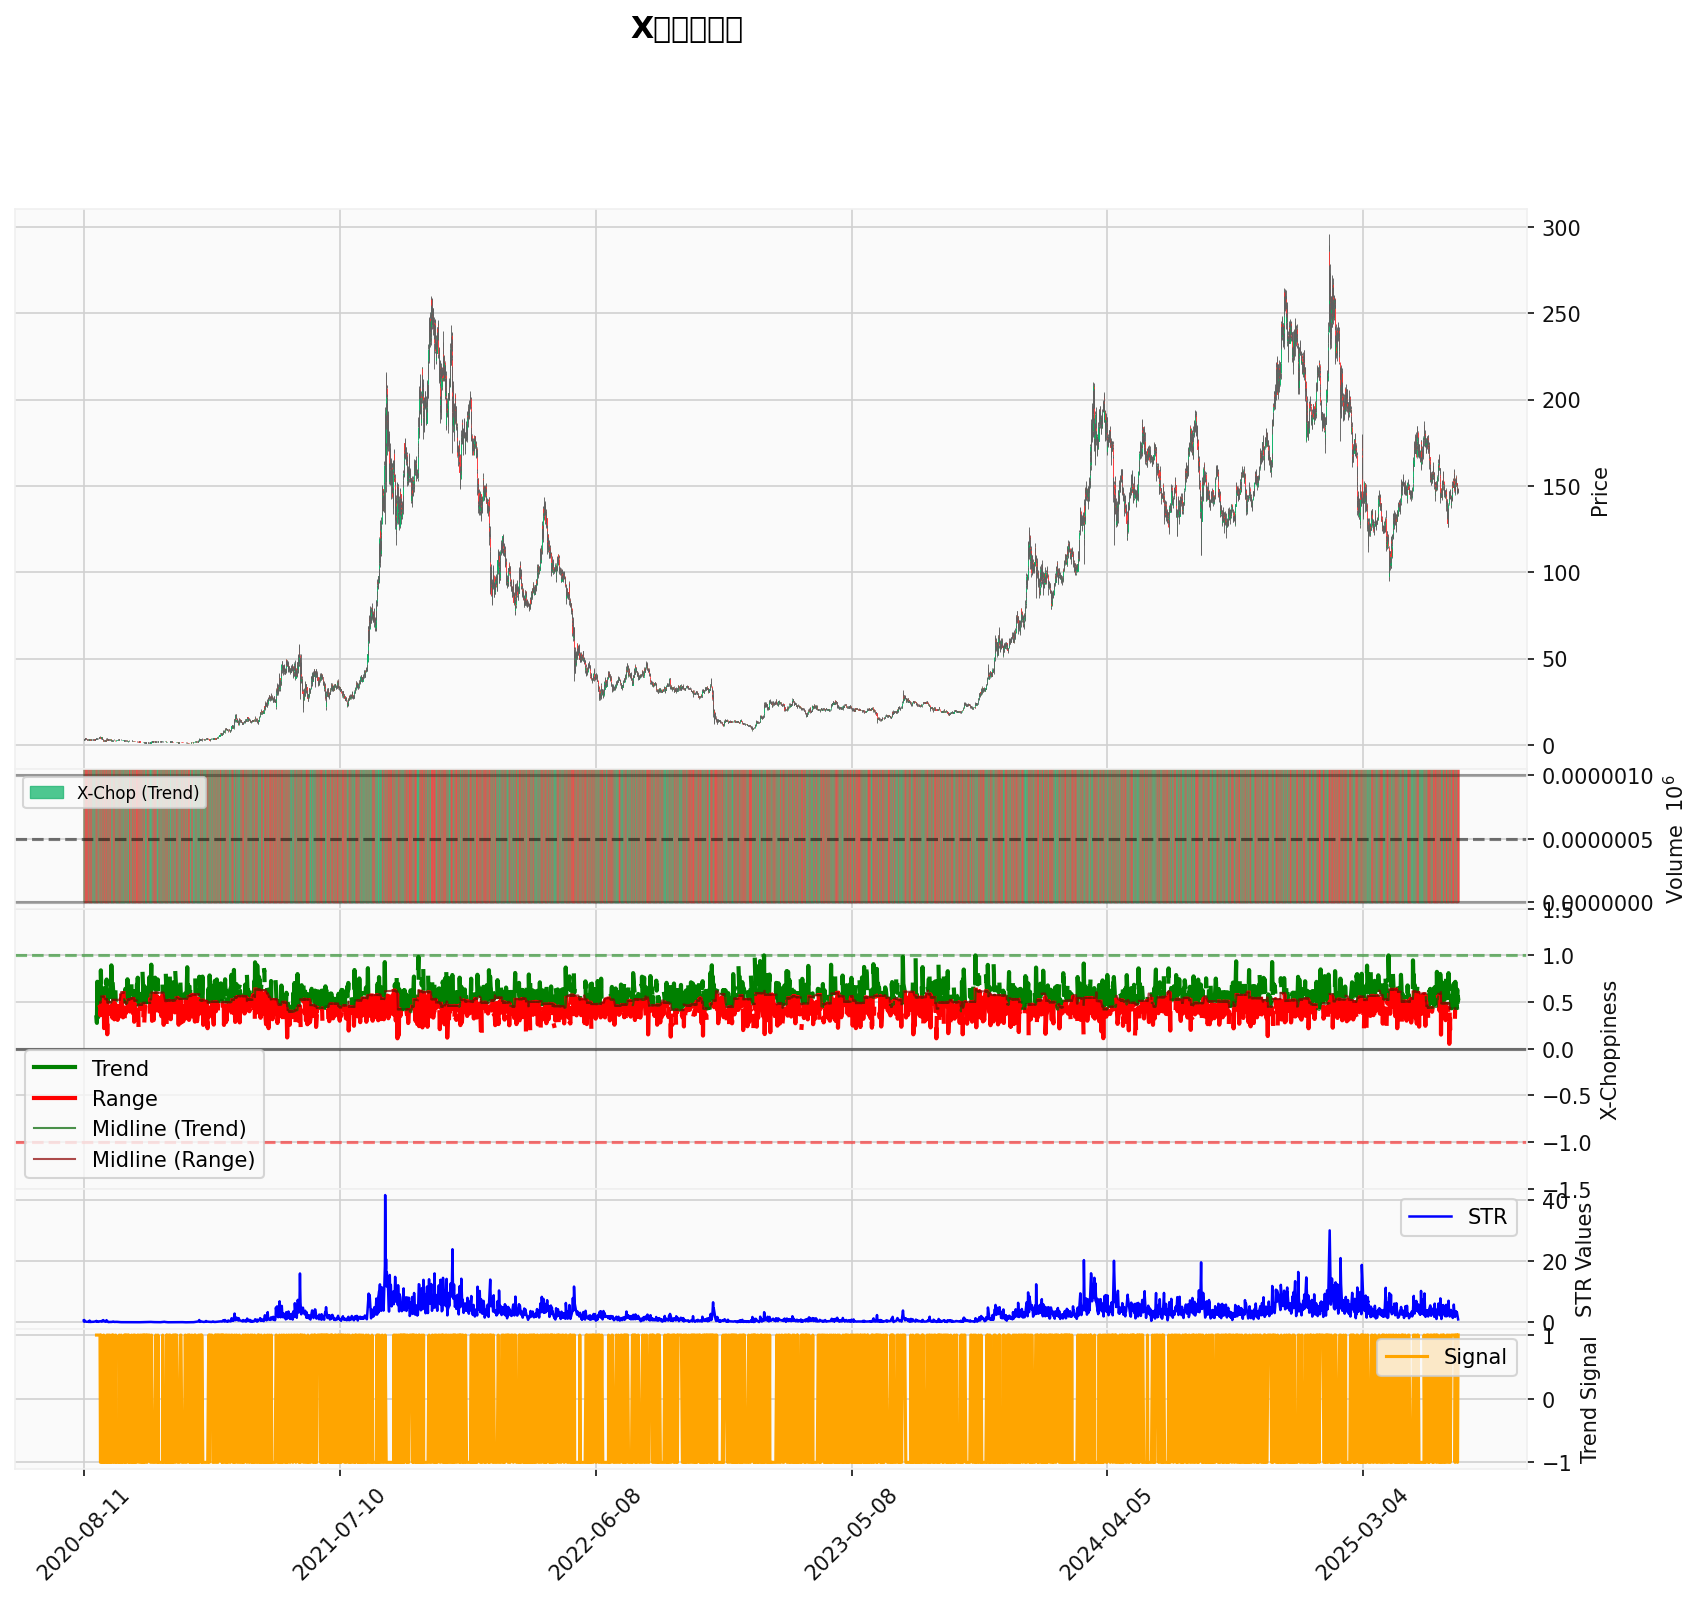 X
300
250
200
150
100
50
0
Price
X-Chop (Trend)
0.0000010
0.0000005
0.0000000
Volume 10⁶
1.5
1.0
0.5
0.0
−0.5
−1.0
−1.5
X-Choppiness
Trend
Range
Midline (Trend)
Midline (Range)
40
20
0
STR Values
STR
1
0
−1
Trend Signal
Signal
2020-08-11
2021-07-10
2022-06-08
2023-05-08
2024-04-05
2025-03-04